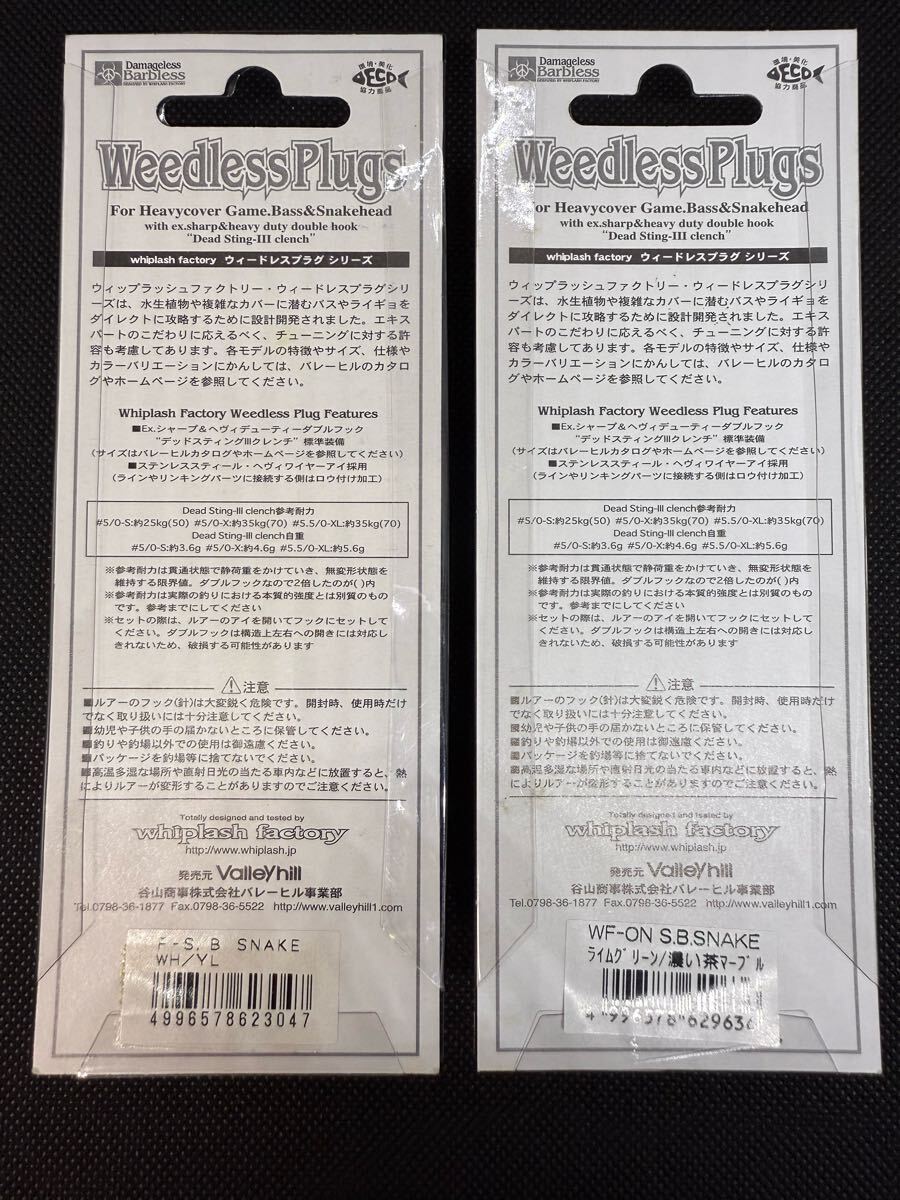 Damageless
Barbless
DESIGNED BY WHIPLASH FACTORY
環境・美化
ECO
協力商品
WeedlessPlugs
For Heavycover Game.Bass&Snakehead
with ex.sharp&heavy duty double hook
“Dead Sting-III clench”
whiplash factory ウィードレスプラグ シリーズ
ウィップラッシュファクトリー・ウィードレスプラグシリ
ーズは、水生植物や複雑なカバーに潜むバスやライギョを
ダイレクトに攻略するために設計開発されました。エキス
パートのこだわりに応えるべく、チューニングに対する許
容も考慮してあります。各モデルの特徴やサイズ、仕様や
カラーバリエーションにかんしては、バレーヒルのカタロ
グやホームページを参照してください。
Whiplash Factory Weedless Plug Features
■Ex.シャープ&ヘヴィデューティーダブルフック
“デッドスティングIIIクレンチ” 標準装備
(サイズはバレーヒルカタログやホームページを参照してください)
■ステンレススティール・ヘヴィワイヤーアイ採用
(ラインやリンキングパーツに接続する側はロウ付け加工)
Dead Sting-III clench参考耐力
#5/0-S:約25kg(50) #5/0-X:約35kg(70) #5.5/0-XL:約35kg(70)
Dead Sting-III clench自重
#5/0-S:約3.6g #5/0-X:約4.6g #5.5/0-XL:約5.6g
※参考耐力は貫通状態で静荷重をかけていき、無変形状態を
維持する限界値。ダブルフックなので2倍したのが( )内
※参考耐力は実際の釣りにおける本質的強度とは別質のもの
です。参考までにしてください
※セットの際は、ルアーのアイを開いてフックにセットして
ください。ダブルフックは構造上左右への開きには対応し
きれないため、破損する可能性があります
⚠注意
■ルアーのフック(針)は大変鋭く危険です。開封時、使用時だけ
でなく取り扱いには十分注意してください。
■幼児や子供の手の届かないところに保管してください。
■釣りや釣場以外での使用は御遠慮ください。
■パッケージを釣場等に捨てないでください。
■高温多湿な場所や直射日光の当たる車内などに放置すると、熱
によりルアーが変形することがありますのでご注意ください。
Totally designed and tested by
whiplash factory
http://www.whiplash.jp
発売元 Valleyhill
谷山商事株式会社バレーヒル事業部
Tel.0798-36-1877 Fax.0798-36-5522 http://www.valleyhill1.com
F-S.B SNAKE
WH/YL
4996578623047
Damageless
Barbless
DESIGNED BY WHIPLASH FACTORY
環境・美化
ECO
協力商品
WeedlessPlugs
For Heavycover Game.Bass&Snakehead
with ex.sharp&heavy duty double hook
“Dead Sting-III clench”
whiplash factory ウィードレスプラグ シリーズ
ウィップラッシュファクトリー・ウィードレスプラグシリ
ーズは、水生植物や複雑なカバーに潜むバスやライギョを
ダイレクトに攻略するために設計開発されました。エキス
パートのこだわりに応えるべく、チューニングに対する許
容も考慮してあります。各モデルの特徴やサイズ、仕様や
カラーバリエーションにかんしては、バレーヒルのカタロ
グやホームページを参照してください。
Whiplash Factory Weedless Plug Features
■Ex.シャープ&ヘヴィデューティーダブルフック
“デッドスティングIIIクレンチ” 標準装備
(サイズはバレーヒルカタログやホームページを参照してください)
■ステンレススティール・ヘヴィワイヤーアイ採用
(ラインやリンキングパーツに接続する側はロウ付け加工)
Dead Sting-III clench参考耐力
#5/0-S:約25kg(50) #5/0-X:約35kg(70) #5.5/0-XL:約35kg(70)
Dead Sting-III clench自重
#5/0-S:約3.6g #5/0-X:約4.6g #5.5/0-XL:約5.6g
※参考耐力は貫通状態で静荷重をかけていき、無変形状態を
維持する限界値。ダブルフックなので2倍したのが( )内
※参考耐力は実際の釣りにおける本質的強度とは別質のもの
です。参考までにしてください
※セットの際は、ルアーのアイを開いてフックにセットして
ください。ダブルフックは構造上左右への開きには対応し
きれないため、破損する可能性があります
⚠注意
■ルアーのフック(針)は大変鋭く危険です。開封時、使用時だけ
でなく取り扱いには十分注意してください。
■幼児や子供の手の届かないところに保管してください。
■釣りや釣場以外での使用は御遠慮ください。
■パッケージを釣場等に捨てないでください。
■高温多湿な場所や直射日光の当たる車内などに放置すると、熱
によりルアーが変形することがありますのでご注意ください。
Totally designed and tested by
whiplash factory
http://www.whiplash.jp
発売元 Valleyhill
谷山商事株式会社バレーヒル事業部
Tel.0798-36-1877 Fax.0798-36-5522 http://www.valleyhill1.com
WF-ON S.B.SNAKE
ライムグリーン/濃い茶マーブル
4 996578 62963